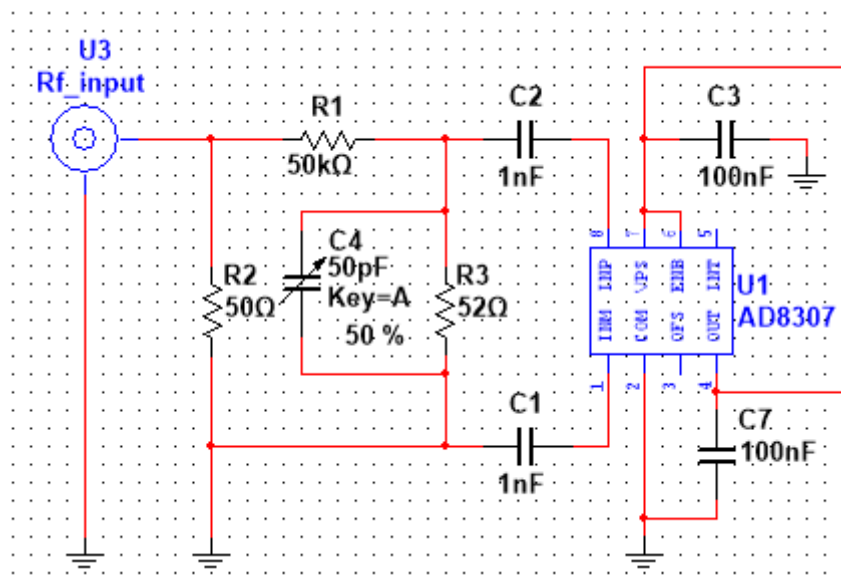 U3
Rf_input
R1
50kΩ
C2
1nF
C3
100nF
C4
50pF
Key=A
50 %
R2
50Ω
R3
52Ω
8 7 6 5
INP VPS ENB INT
INM COM OFS OUT
1 2 3 4
U1
AD8307
C1
1nF
C7
100nF